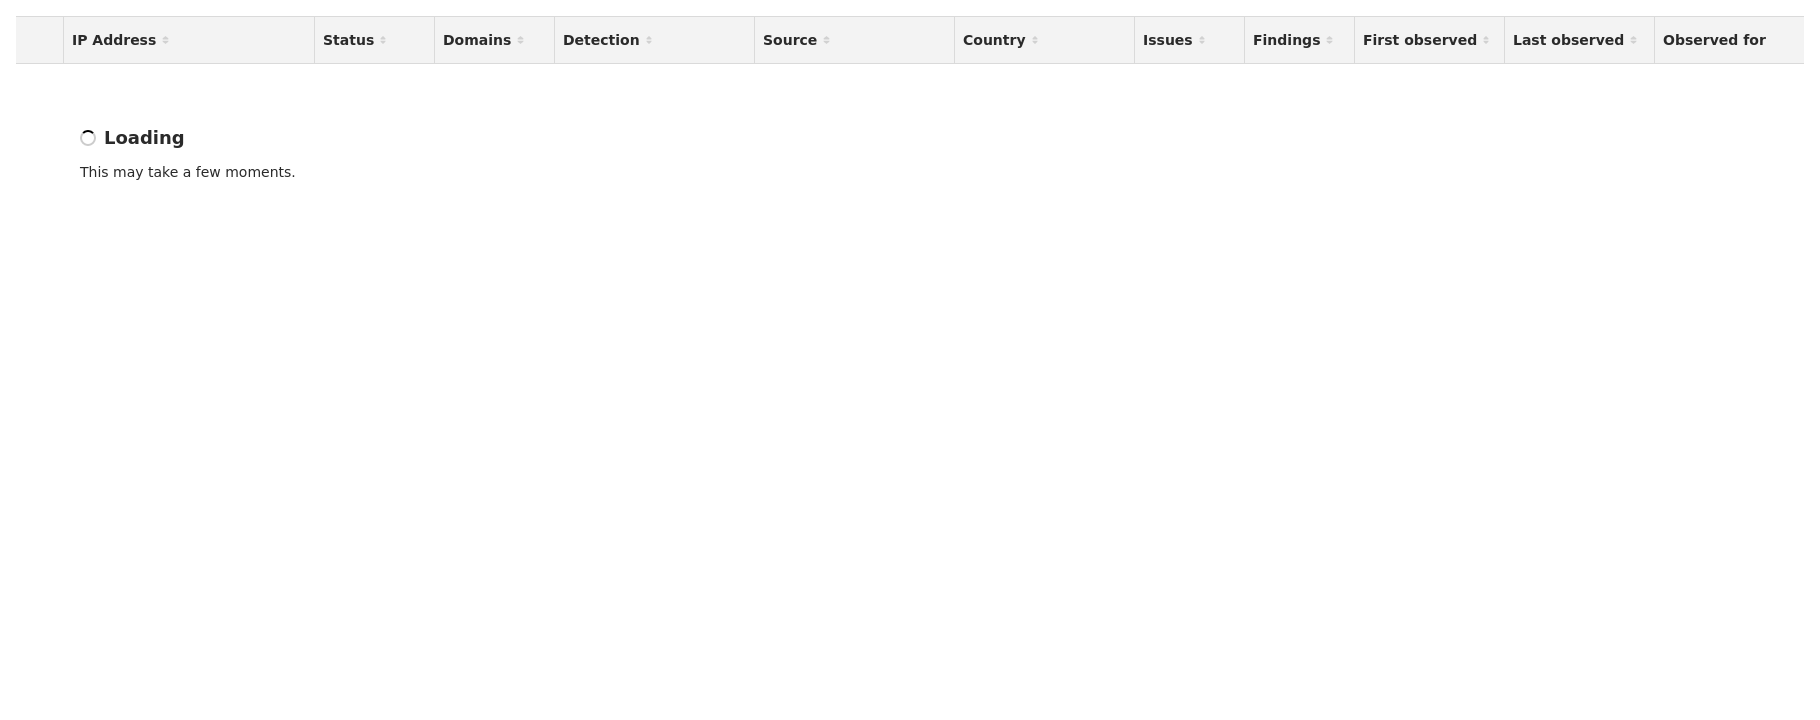 IP Address Status Domains Detection Source Country Issues Findings First observed Last observed Observed for
Loading
This may take a few moments.